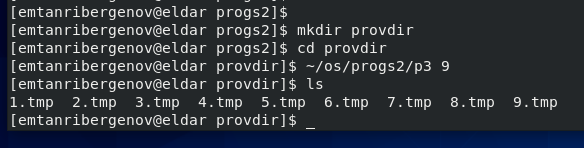 [emtanribergenov@eldar progs2]$
[emtanribergenov@eldar progs2]$ mkdir provdir
[emtanribergenov@eldar progs2]$ cd provdir
[emtanribergenov@eldar provdir]$ ~/os/progs2/p3 9
[emtanribergenov@eldar provdir]$ ls
1.tmp  2.tmp  3.tmp  4.tmp  5.tmp  6.tmp  7.tmp  8.tmp  9.tmp
[emtanribergenov@eldar provdir]$ _